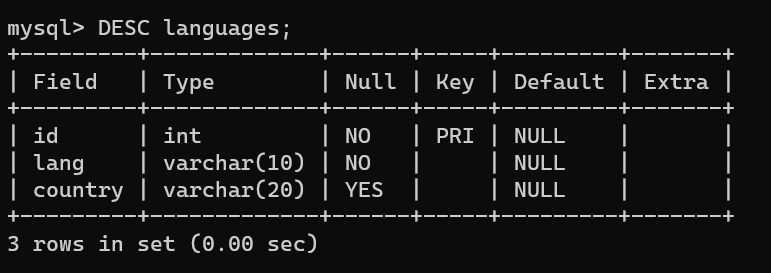 mysql> DESC languages;
+---------+-------------+------+-----+---------+-------+
| Field   | Type        | Null | Key | Default | Extra |
+---------+-------------+------+-----+---------+-------+
| id      | int         | NO   | PRI | NULL    |       |
| lang    | varchar(10) | NO   |     | NULL    |       |
| country | varchar(20) | YES  |     | NULL    |       |
+---------+-------------+------+-----+---------+-------+
3 rows in set (0.00 sec)